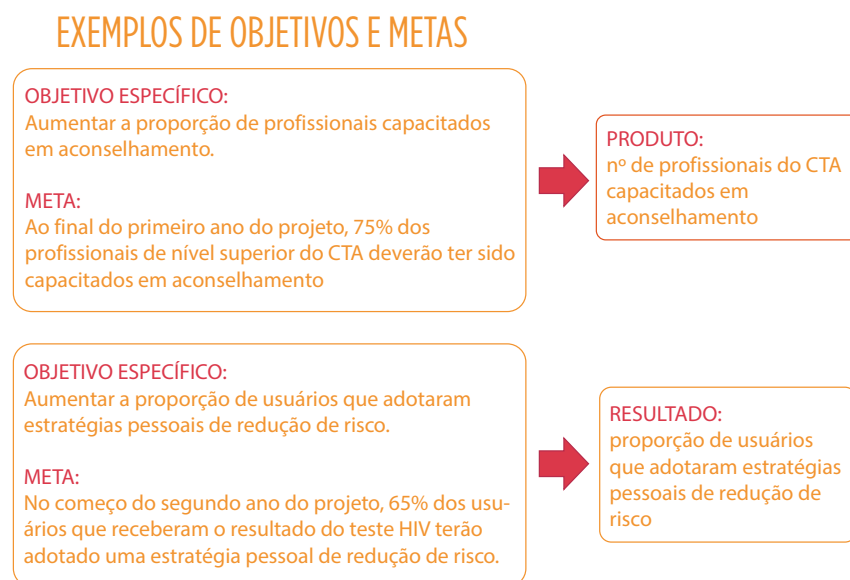 EXEMPLOS DE OBJETIVOS E METAS
OBJETIVO ESPECÍFICO:
Aumentar a proporção de profissionais capacitados
em aconselhamento.
META:
Ao final do primeiro ano do projeto, 75% dos
profissionais de nível superior do CTA deverão ter sido
capacitados em aconselhamento
PRODUTO:
nº de profissionais do CTA
capacitados em
aconselhamento
OBJETIVO ESPECÍFICO:
Aumentar a proporção de usuários que adotaram
estratégias pessoais de redução de risco.
META:
No começo do segundo ano do projeto, 65% dos usu-
ários que receberam o resultado do teste HIV terão
adotado uma estratégia pessoal de redução de risco.
RESULTADO:
proporção de usuários
que adotaram estratégias
pessoais de redução de
risco